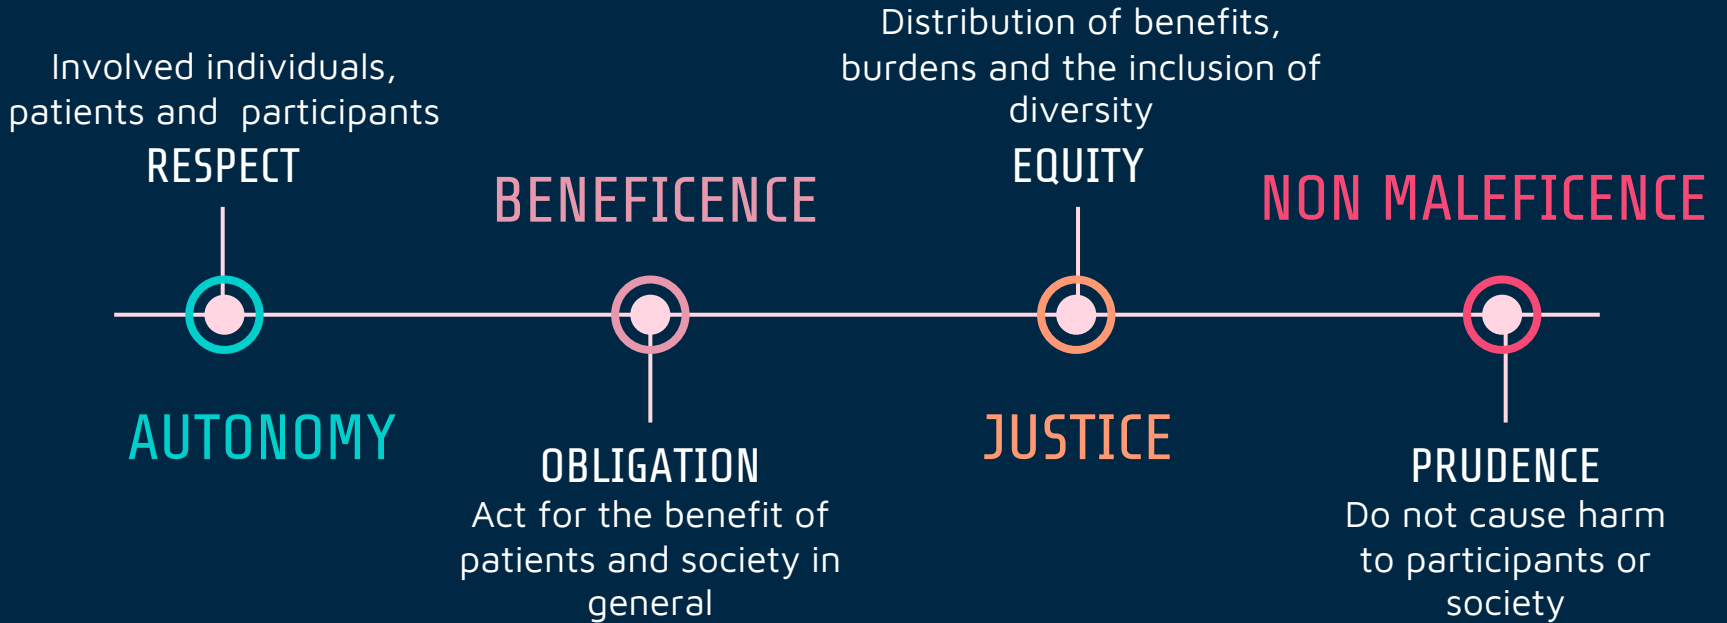 Involved individuals,
patients and participants
RESPECT
AUTONOMY
BENEFICENCE
OBLIGATION
Act for the benefit of
patients and society in
general
Distribution of benefits,
burdens and the inclusion of
diversity
EQUITY
JUSTICE
NON MALEFICENCE
PRUDENCE
Do not cause harm
to participants or
society